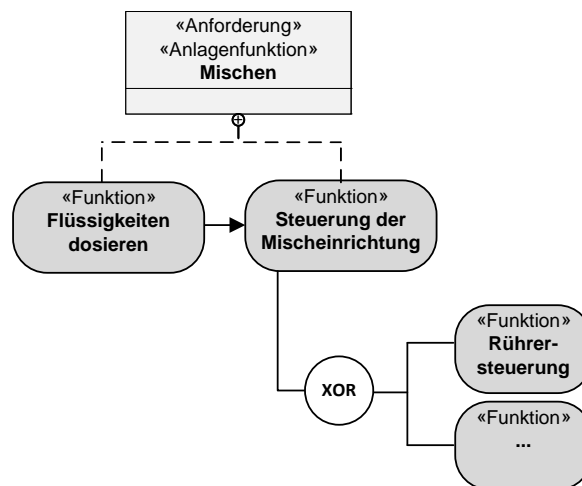 «Anforderung»
«Anlagenfunktion»
Mischen
«Funktion»
Flüssigkeiten
dosieren
«Funktion»
Steuerung der
Mischeinrichtung
«Funktion»
Rührer-
steuerung
XOR
«Funktion»
...